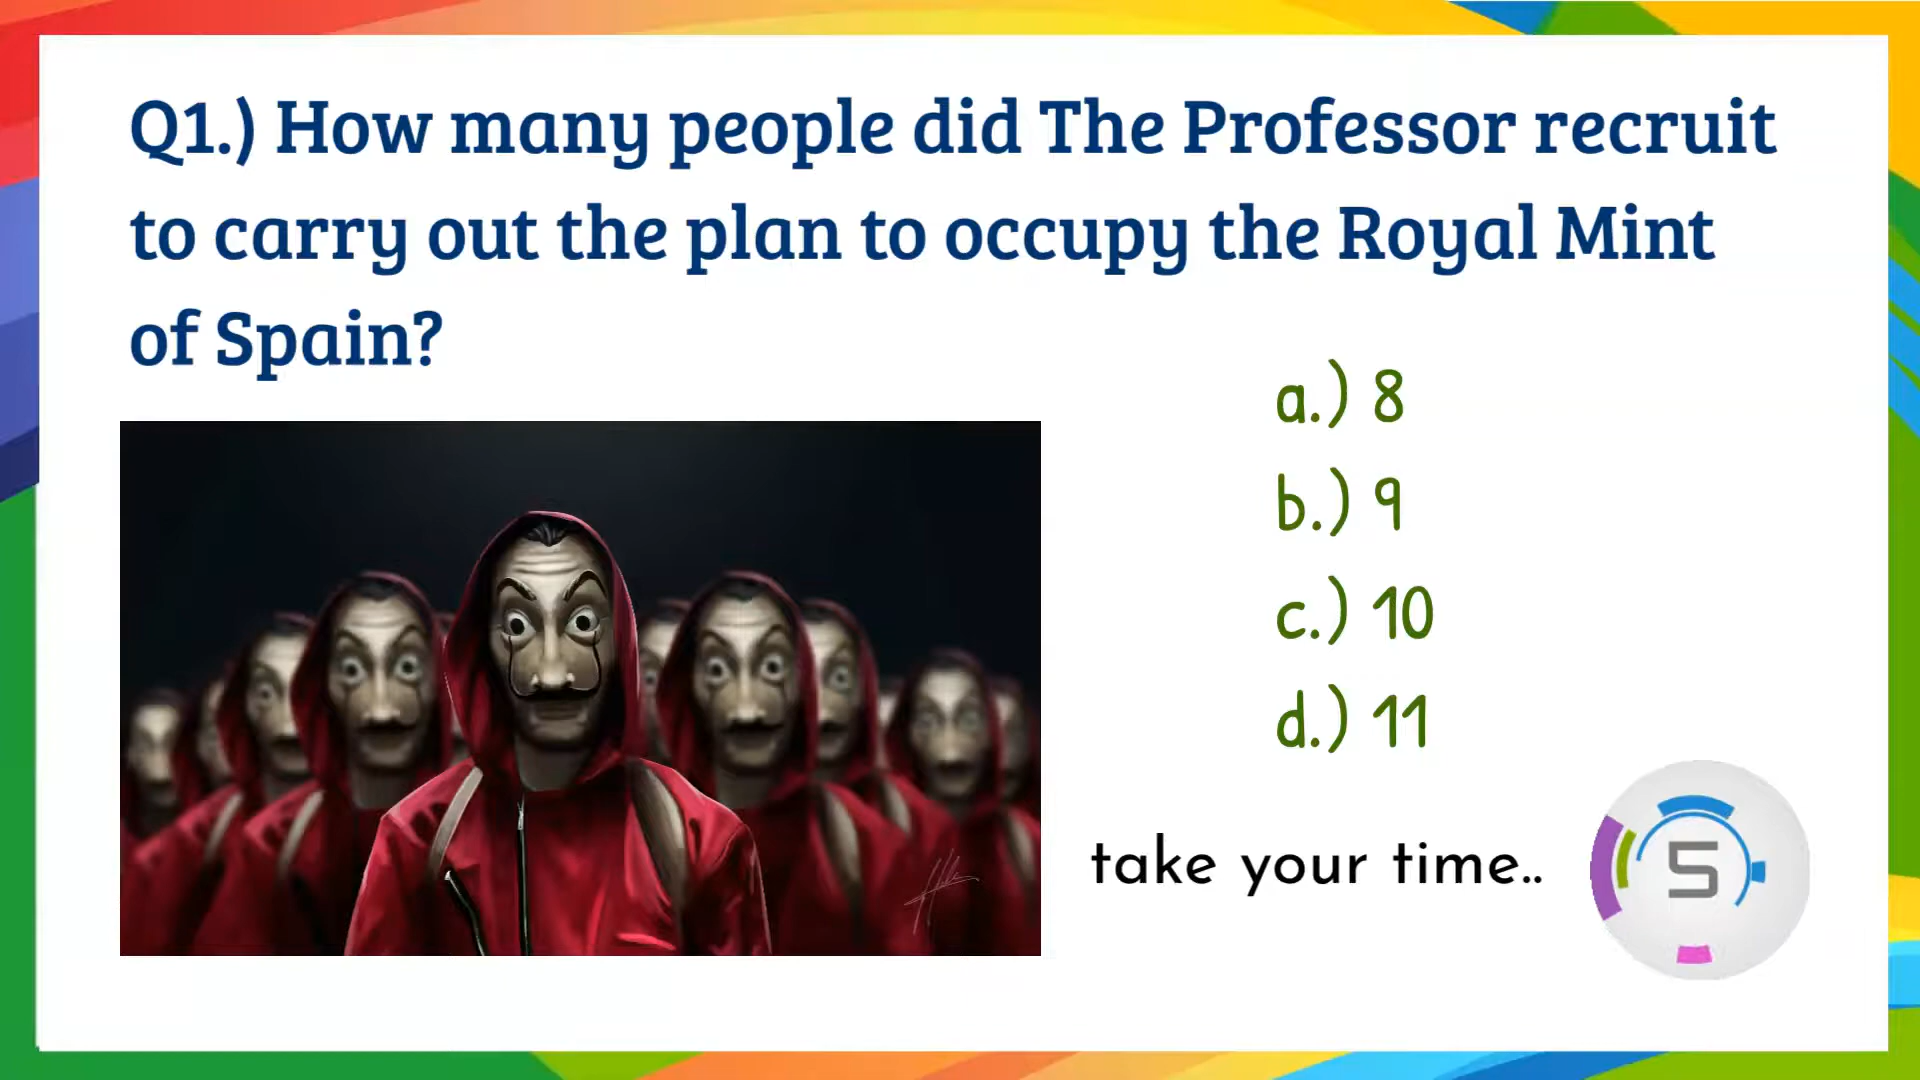 Q1.) How many people did The Professor recruit
to carry out the plan to occupy the Royal Mint
of Spain?
a.) 8
b.) 9
c.) 10
d.) 11
take your time..
5